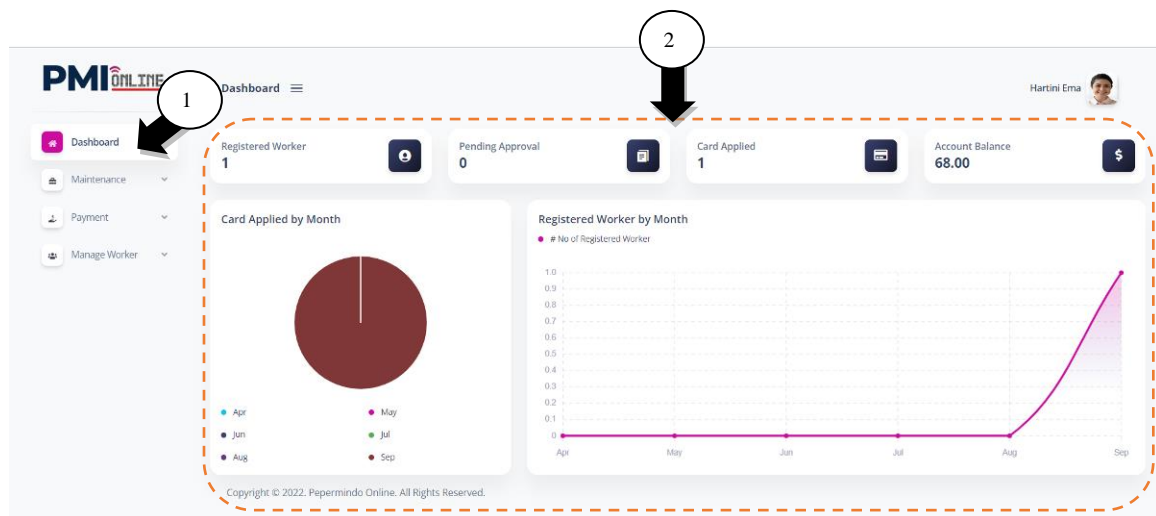 2
PMI ONLINE
1
Dashboard
Hartini Ema
Dashboard
Maintenance
Payment
Manage Worker
Registered Worker
1
Pending Approval
0
Card Applied
1
Account Balance
68.00
$
Card Applied by Month
Apr
May
Jun
Jul
Aug
Sep
Registered Worker by Month
# No of Registered Worker
1.0
0.9
0.8
0.7
0.6
0.5
0.4
0.3
0.2
0.1
0
Apr May Jun Jul Aug Sep
Copyright © 2022. Pepermindo Online. All Rights Reserved.